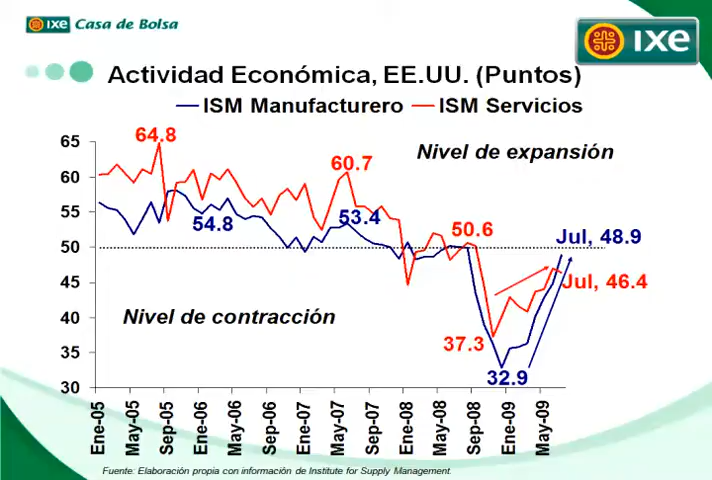 ixe Casa de Bolsa
ixe
Actividad Económica, EE.UU. (Puntos)
ISM Manufacturero ISM Servicios
65
60
55
50
45
40
35
30
64.8
60.7
Nivel de expansión
54.8
53.4
50.6
Jul, 48.9
Jul, 46.4
Nivel de contracción
37.3
32.9
Ene-05
May-05
Sep-05
Ene-06
May-06
Sep-06
Ene-07
May-07
Sep-07
Ene-08
May-08
Sep-08
Ene-09
May-09
Fuente: Elaboración propia con información de Institute for Supply Management.